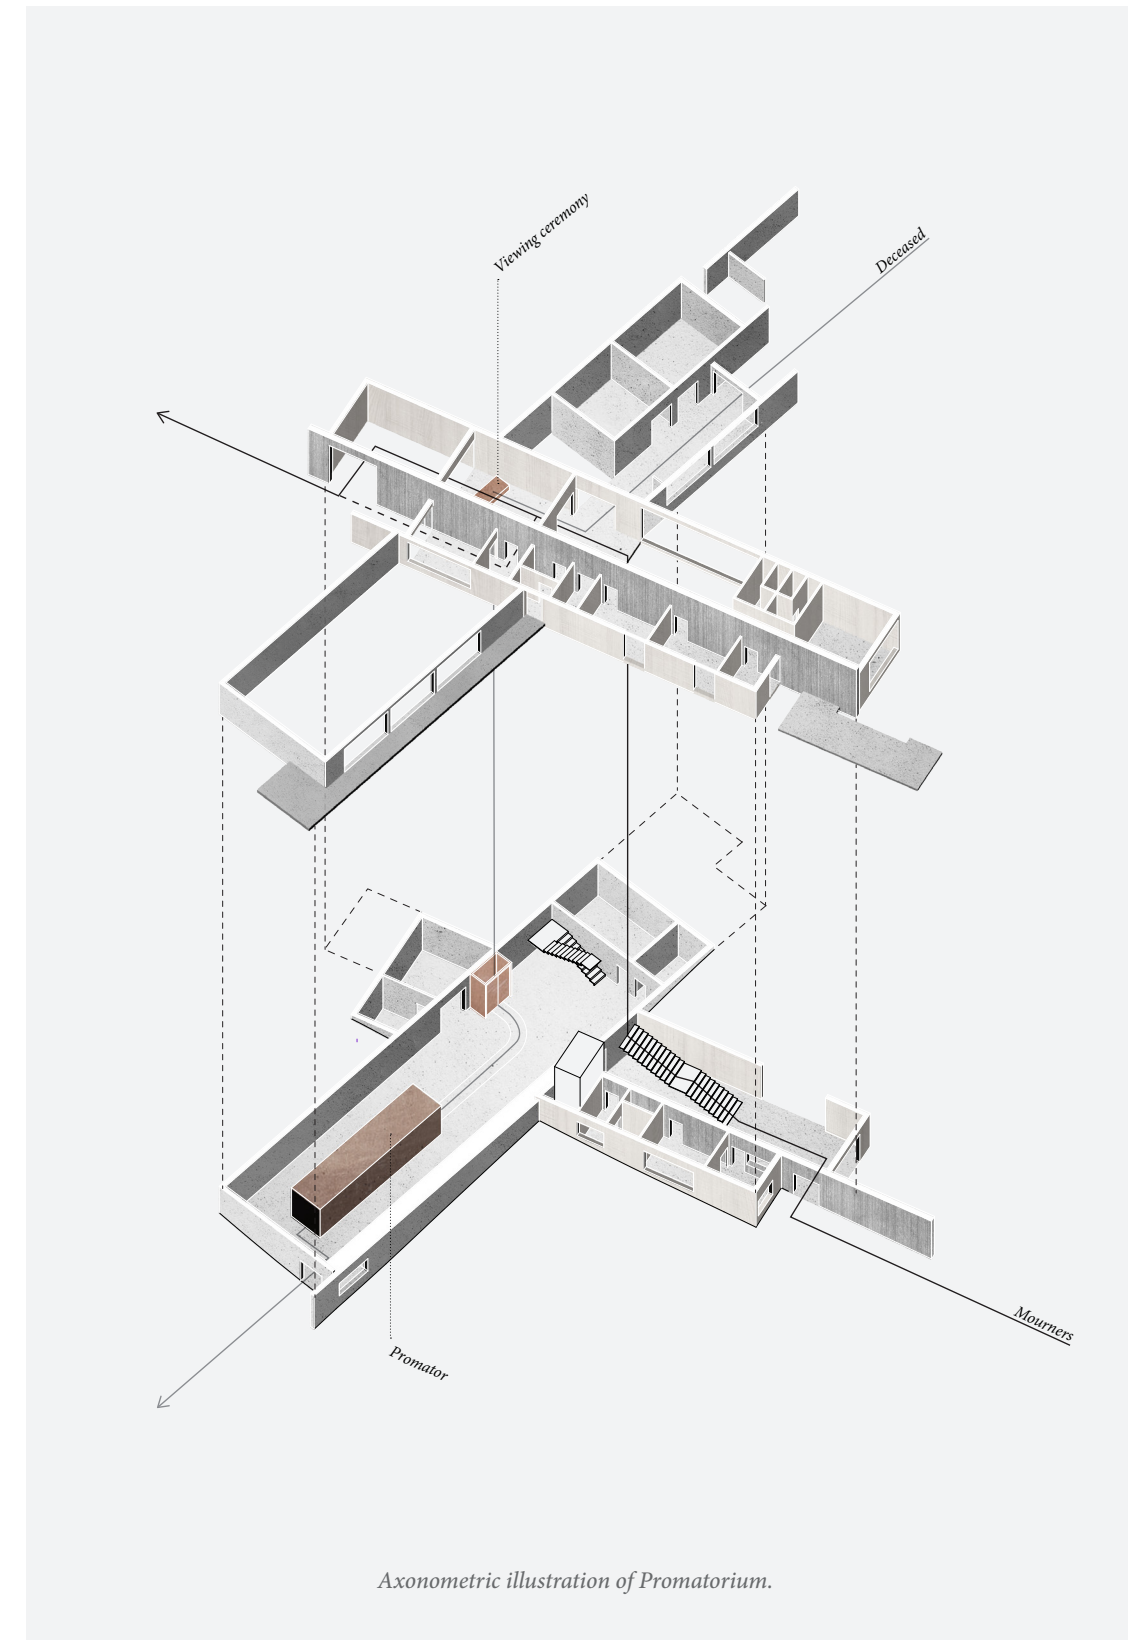 Viewing ceremony
Deceased
Mourners
Promator
Axonometric illustration of Promatorium.